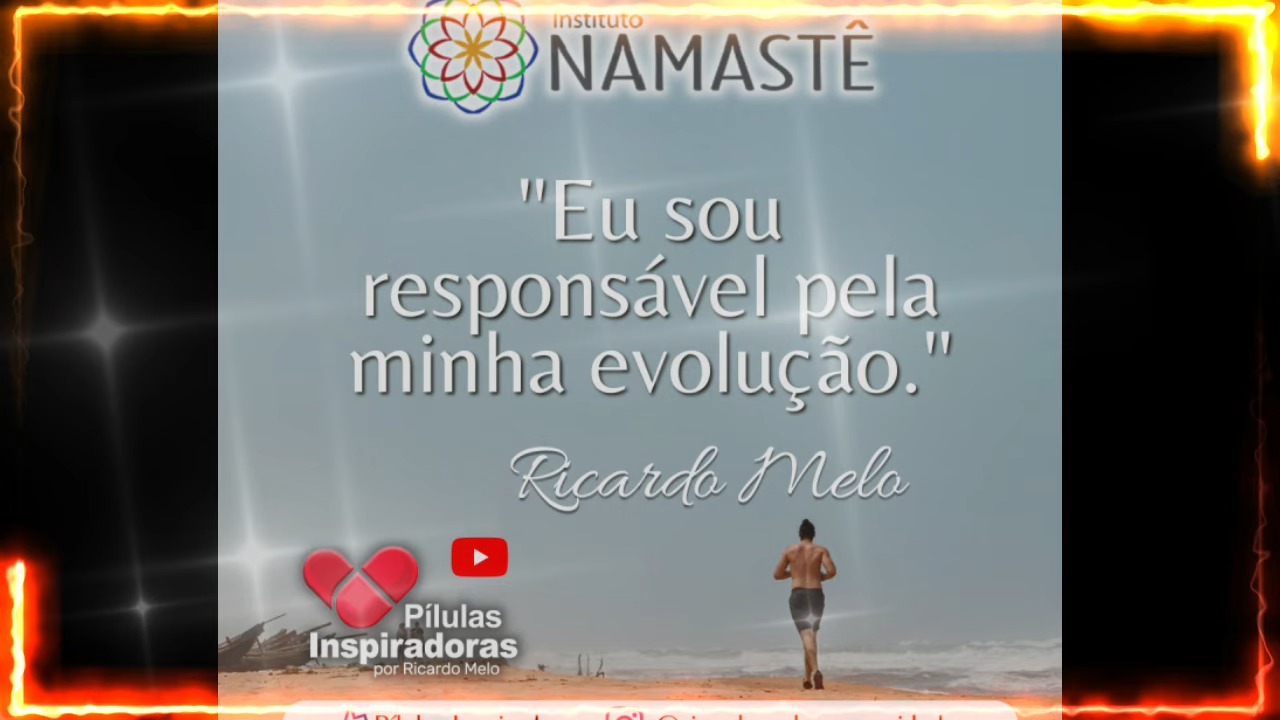 Instituto
NAMASTÊ
"Eu sou
responsável pela
minha evolução."
Ricardo Melo
Pílulas
Inspiradoras
por Ricardo Melo